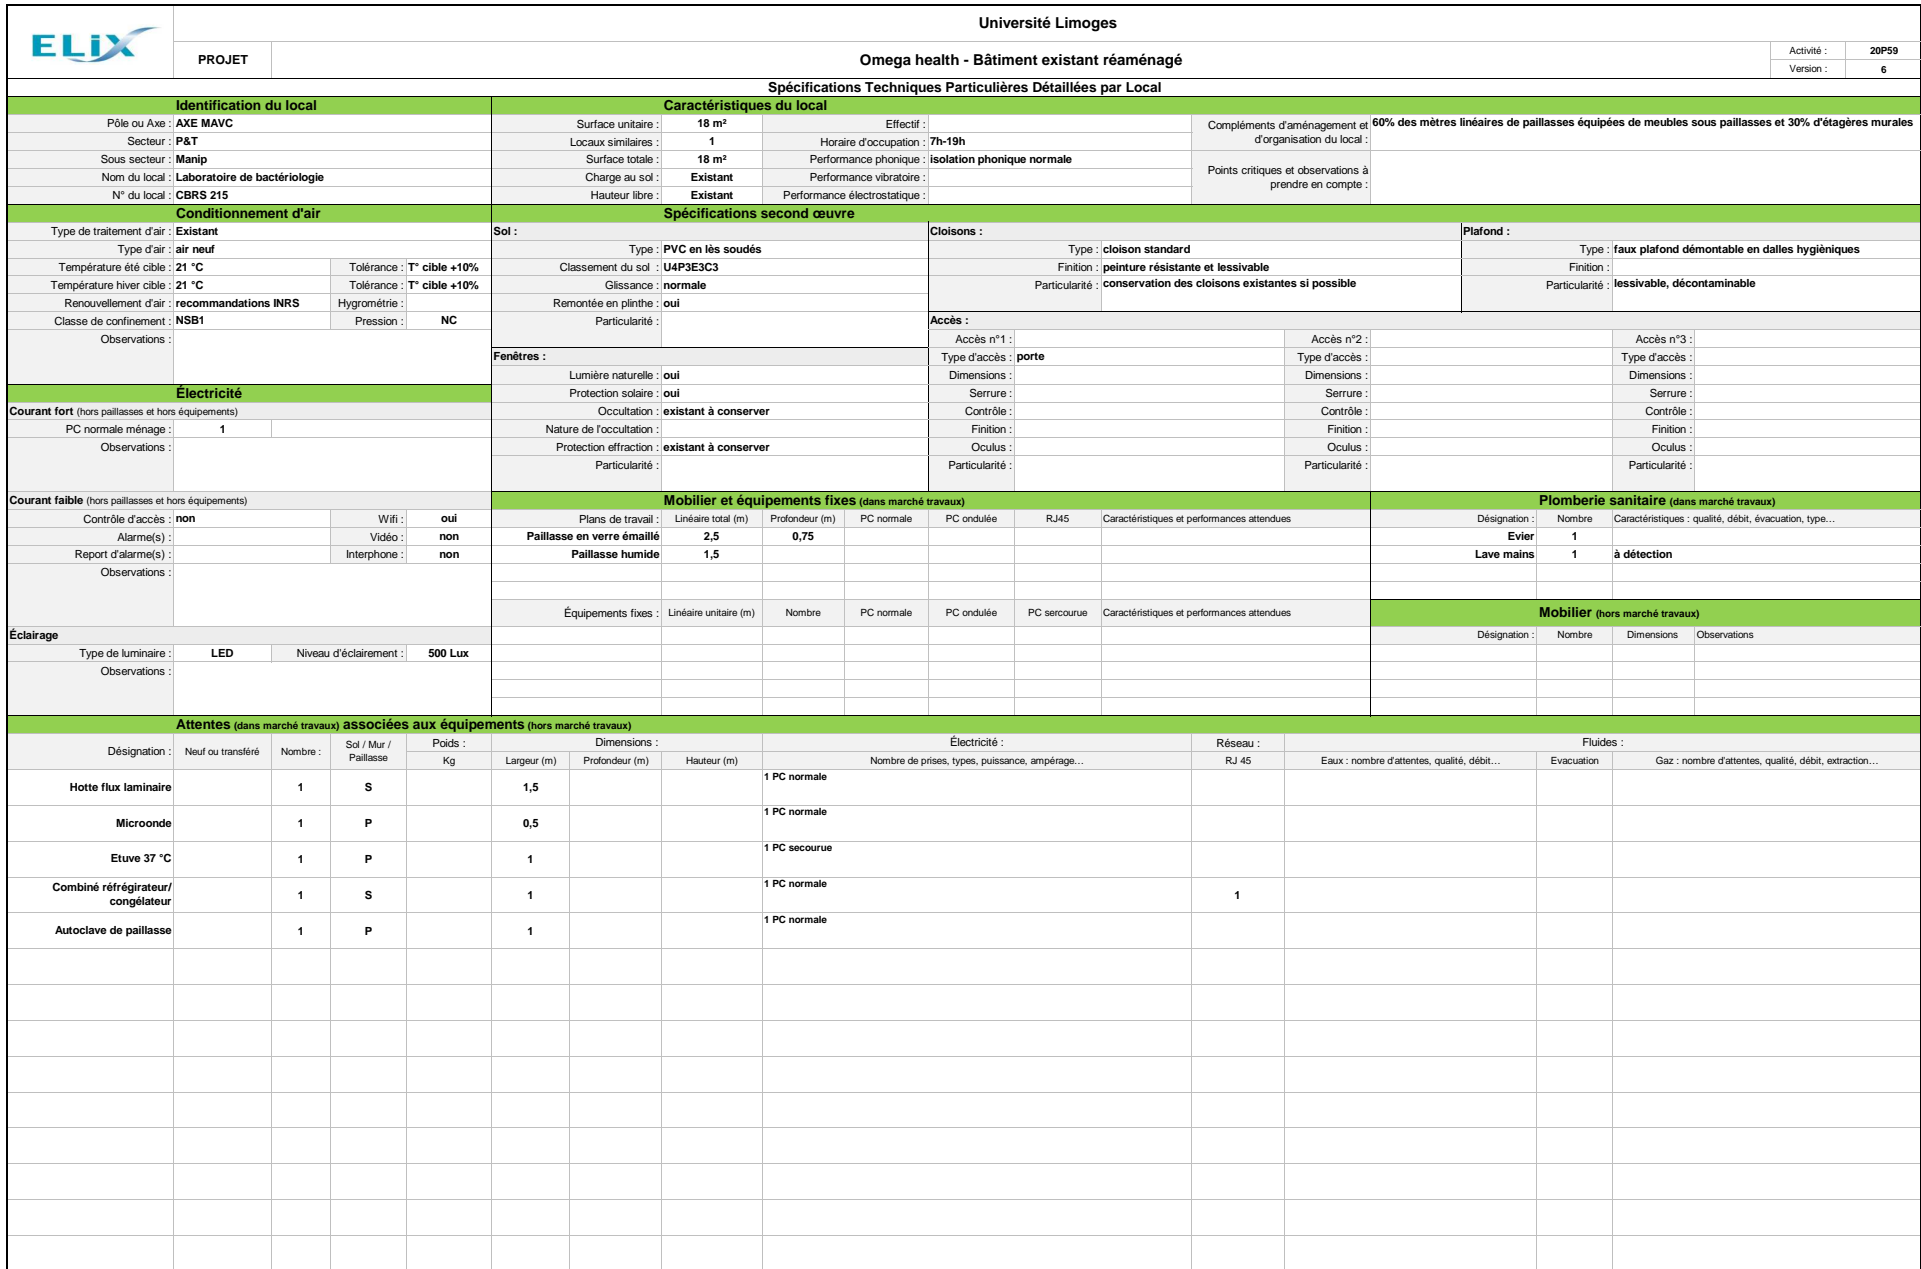 ELiX
Université Limoges
PROJET
Omega health - Bâtiment existant réaménagé
Activité : 20P59
Version : 6
Spécifications Techniques Particulières Détaillées par Local
Identification du local
Pôle ou Axe : AXE MAVC
Secteur : P&T
Sous secteur : Manip
Nom du local : Laboratoire de bactériologie
N° du local : CBRS 215
Caractéristiques du local
Surface unitaire : 18 m² Effectif :
Locaux similaires : 1 Horaire d'occupation : 7h-19h
Surface totale : 18 m² Performance phonique : isolation phonique normale
Charge au sol : Existant Performance vibratoire :
Hauteur libre : Existant Performance électrostatique :
Compléments d'aménagement et d'organisation du local : 60% des mètres linéaires de paillasses équipées de meubles sous paillasses et 30% d'étagères murales
Points critiques et observations à prendre en compte :
Conditionnement d'air
Type de traitement d'air : Existant
Type d'air : air neuf
Température été cible : 21 °C Tolérance : T° cible +10%
Température hiver cible : 21 °C Tolérance : T° cible +10%
Renouvellement d'air : recommandations INRS Hygrométrie :
Classe de confinement : NSB1 Pression : NC
Observations :
Spécifications second œuvre
Sol :
Type : PVC en lès soudés
Classement du sol : U4P3E3C3
Glissance : normale
Remontée en plinthe : oui
Particularité :
Cloisons :
Type : cloison standard
Finition : peinture résistante et lessivable
Particularité : conservation des cloisons existantes si possible
Plafond :
Type : faux plafond démontable en dalles hygièniques
Finition :
Particularité : lessivable, décontaminable
Fenêtres :
Lumière naturelle : oui
Protection solaire : oui
Occultation : existant à conserver
Nature de l'occultation :
Protection effraction : existant à conserver
Particularité :
Accès :
Accès n°1 : Accès n°2 : Accès n°3 :
Type d'accès : porte Type d'accès : Type d'accès :
Dimensions : Dimensions : Dimensions :
Serrure : Serrure : Serrure :
Contrôle : Contrôle : Contrôle :
Finition : Finition : Finition :
Oculus : Oculus : Oculus :
Particularité : Particularité : Particularité :
Électricité
Courant fort (hors paillasses et hors équipements)
PC normale ménage : 1
Observations :
Courant faible (hors paillasses et hors équipements)
Contrôle d'accès : non Wifi : oui
Alarme(s) : Vidéo : non
Report d'alarme(s) : Interphone : non
Observations :
Éclairage
Type de luminaire : LED Niveau d'éclairement : 500 Lux
Observations :
Mobilier et équipements fixes (dans marché travaux)
Plans de travail : Linéaire total (m) Profondeur (m) PC normale PC ondulée RJ45 Caractéristiques et performances attendues
Paillasse en verre émaillé 2,5 0,75
Paillasse humide 1,5
Équipements fixes : Linéaire unitaire (m) Nombre PC normale PC ondulée PC sercourue Caractéristiques et performances attendues
Plomberie sanitaire (dans marché travaux)
Désignation : Nombre Caractéristiques : qualité, débit, évacuation, type…
Evier 1
Lave mains 1 à détection
Mobilier (hors marché travaux)
Désignation : Nombre Dimensions Observations
Attentes (dans marché travaux) associées aux équipements (hors marché travaux)
Désignation : Neuf ou transféré Nombre : Sol / Mur / Paillasse Poids : Dimensions : Électricité : Réseau : Fluides :
Kg Largeur (m) Profondeur (m) Hauteur (m) Nombre de prises, types, puissance, ampérage… RJ 45 Eaux : nombre d'attentes, qualité, débit… Evacuation Gaz : nombre d'attentes, qualité, débit, extraction…
Hotte flux laminaire 1 S 1,5 1 PC normale
Microonde 1 P 0,5 1 PC normale
Etuve 37 °C 1 P 1 1 PC secourue
Combiné réfrégirateur/
congélateur 1 S 1 1 PC normale 1
Autoclave de paillasse 1 P 1 1 PC normale